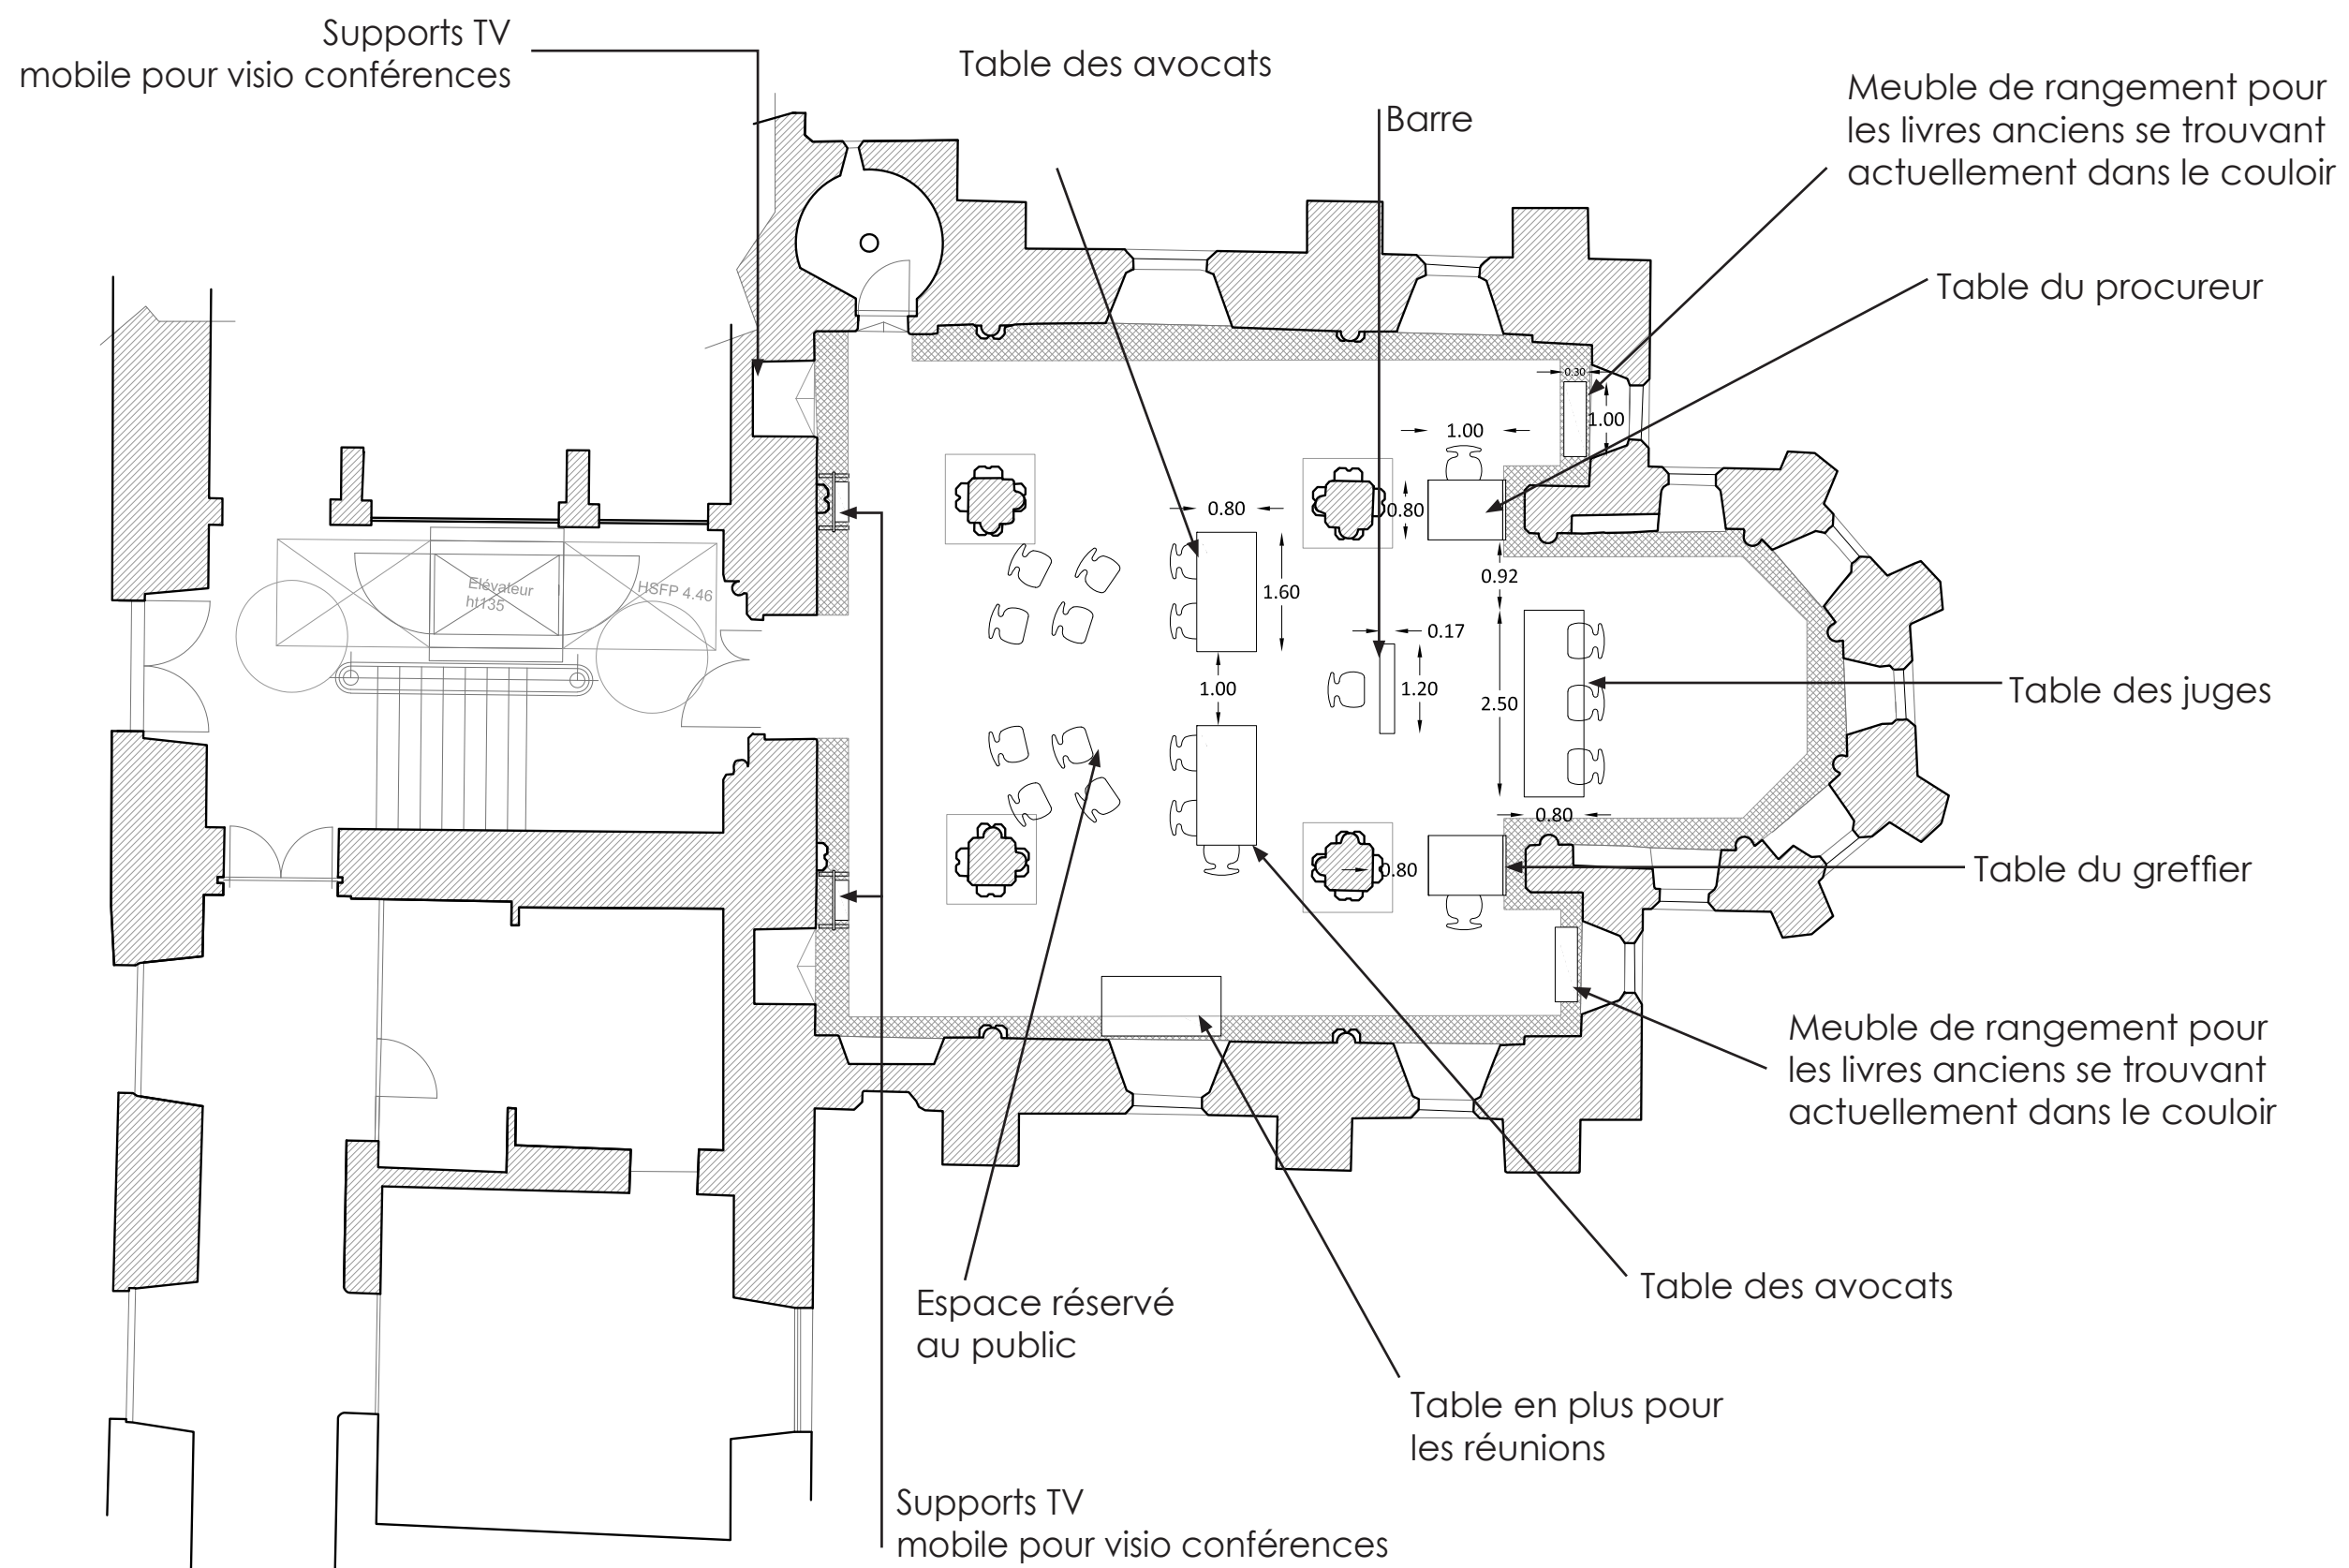 Supports TV
mobile pour visio conférences
Table des avocats
Barre
Meuble de rangement pour
les livres anciens se trouvant
actuellement dans le couloir
Table du procureur
0.30
1.00
1.00
0.80
0.80
0.92
1.60
Elévateur
ht135
HSFP 4.46
0.17
1.00
1.20
2.50
Table des juges
0.80
0.80
Table du greffier
Meuble de rangement pour
les livres anciens se trouvant
actuellement dans le couloir
Table des avocats
Espace réservé
au public
Table en plus pour
les réunions
Supports TV
mobile pour visio conférences